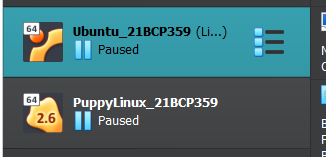 64
Ubuntu_21BCP359 (Li...)
Paused
64
2.6
PuppyLinux_21BCP359
Paused